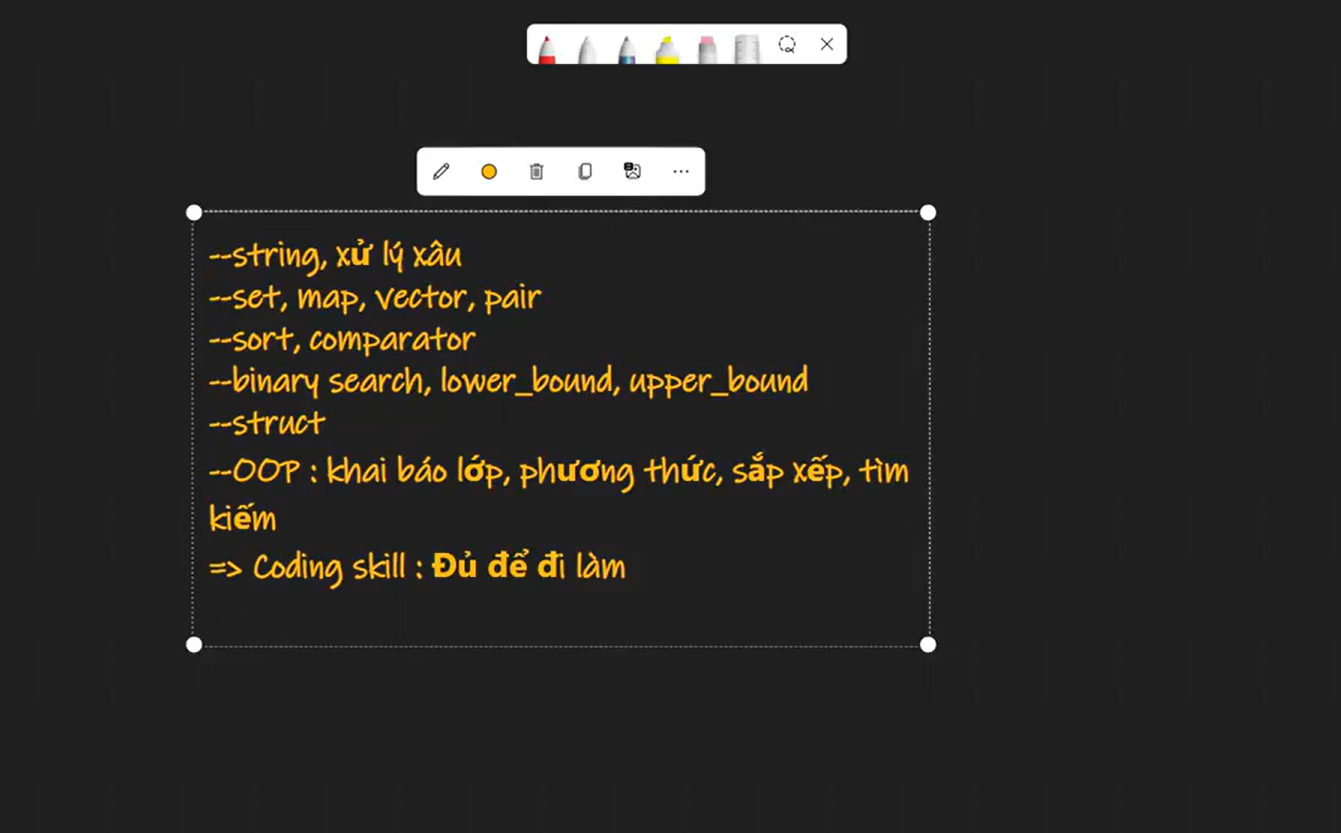 --string, xử lý xâu
--set, map, vector, pair
--sort, comparator
--binary search, lower_bound, upper_bound
--struct
--OOP : khai báo lớp, phương thức, sắp xếp, tìm
kiếm
=> Coding skill : Đủ để đi làm